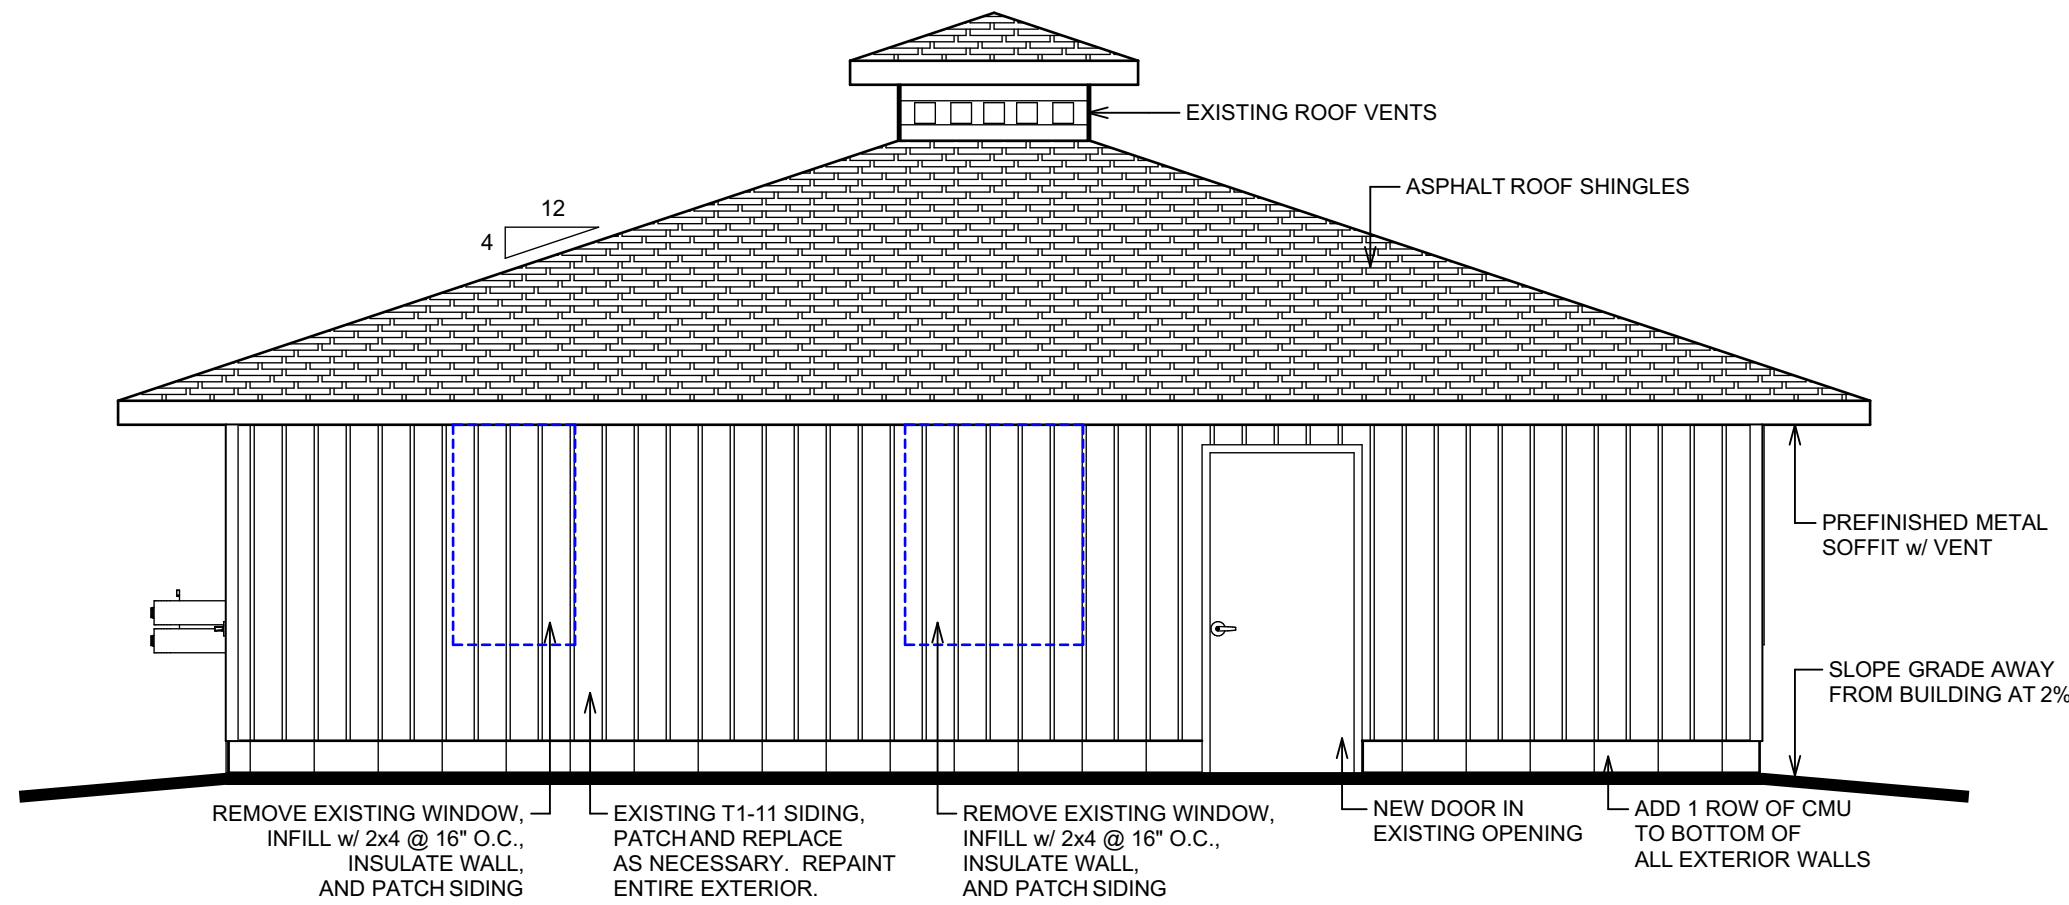 EXISTING ROOF VENTS
ASPHALT ROOF SHINGLES
12
4
PREFINISHED METAL
SOFFIT w/ VENT
SLOPE GRADE AWAY
FROM BUILDING AT 2%
REMOVE EXISTING WINDOW,
INFILL w/ 2x4 @ 16" O.C.,
INSULATE WALL,
AND PATCH SIDING
EXISTING T1-11 SIDING,
PATCH AND REPLACE
AS NECESSARY. REPAINT
ENTIRE EXTERIOR.
REMOVE EXISTING WINDOW,
INFILL w/ 2x4 @ 16" O.C.,
INSULATE WALL,
AND PATCH SIDING
NEW DOOR IN
EXISTING OPENING
ADD 1 ROW OF CMU
TO BOTTOM OF
ALL EXTERIOR WALLS